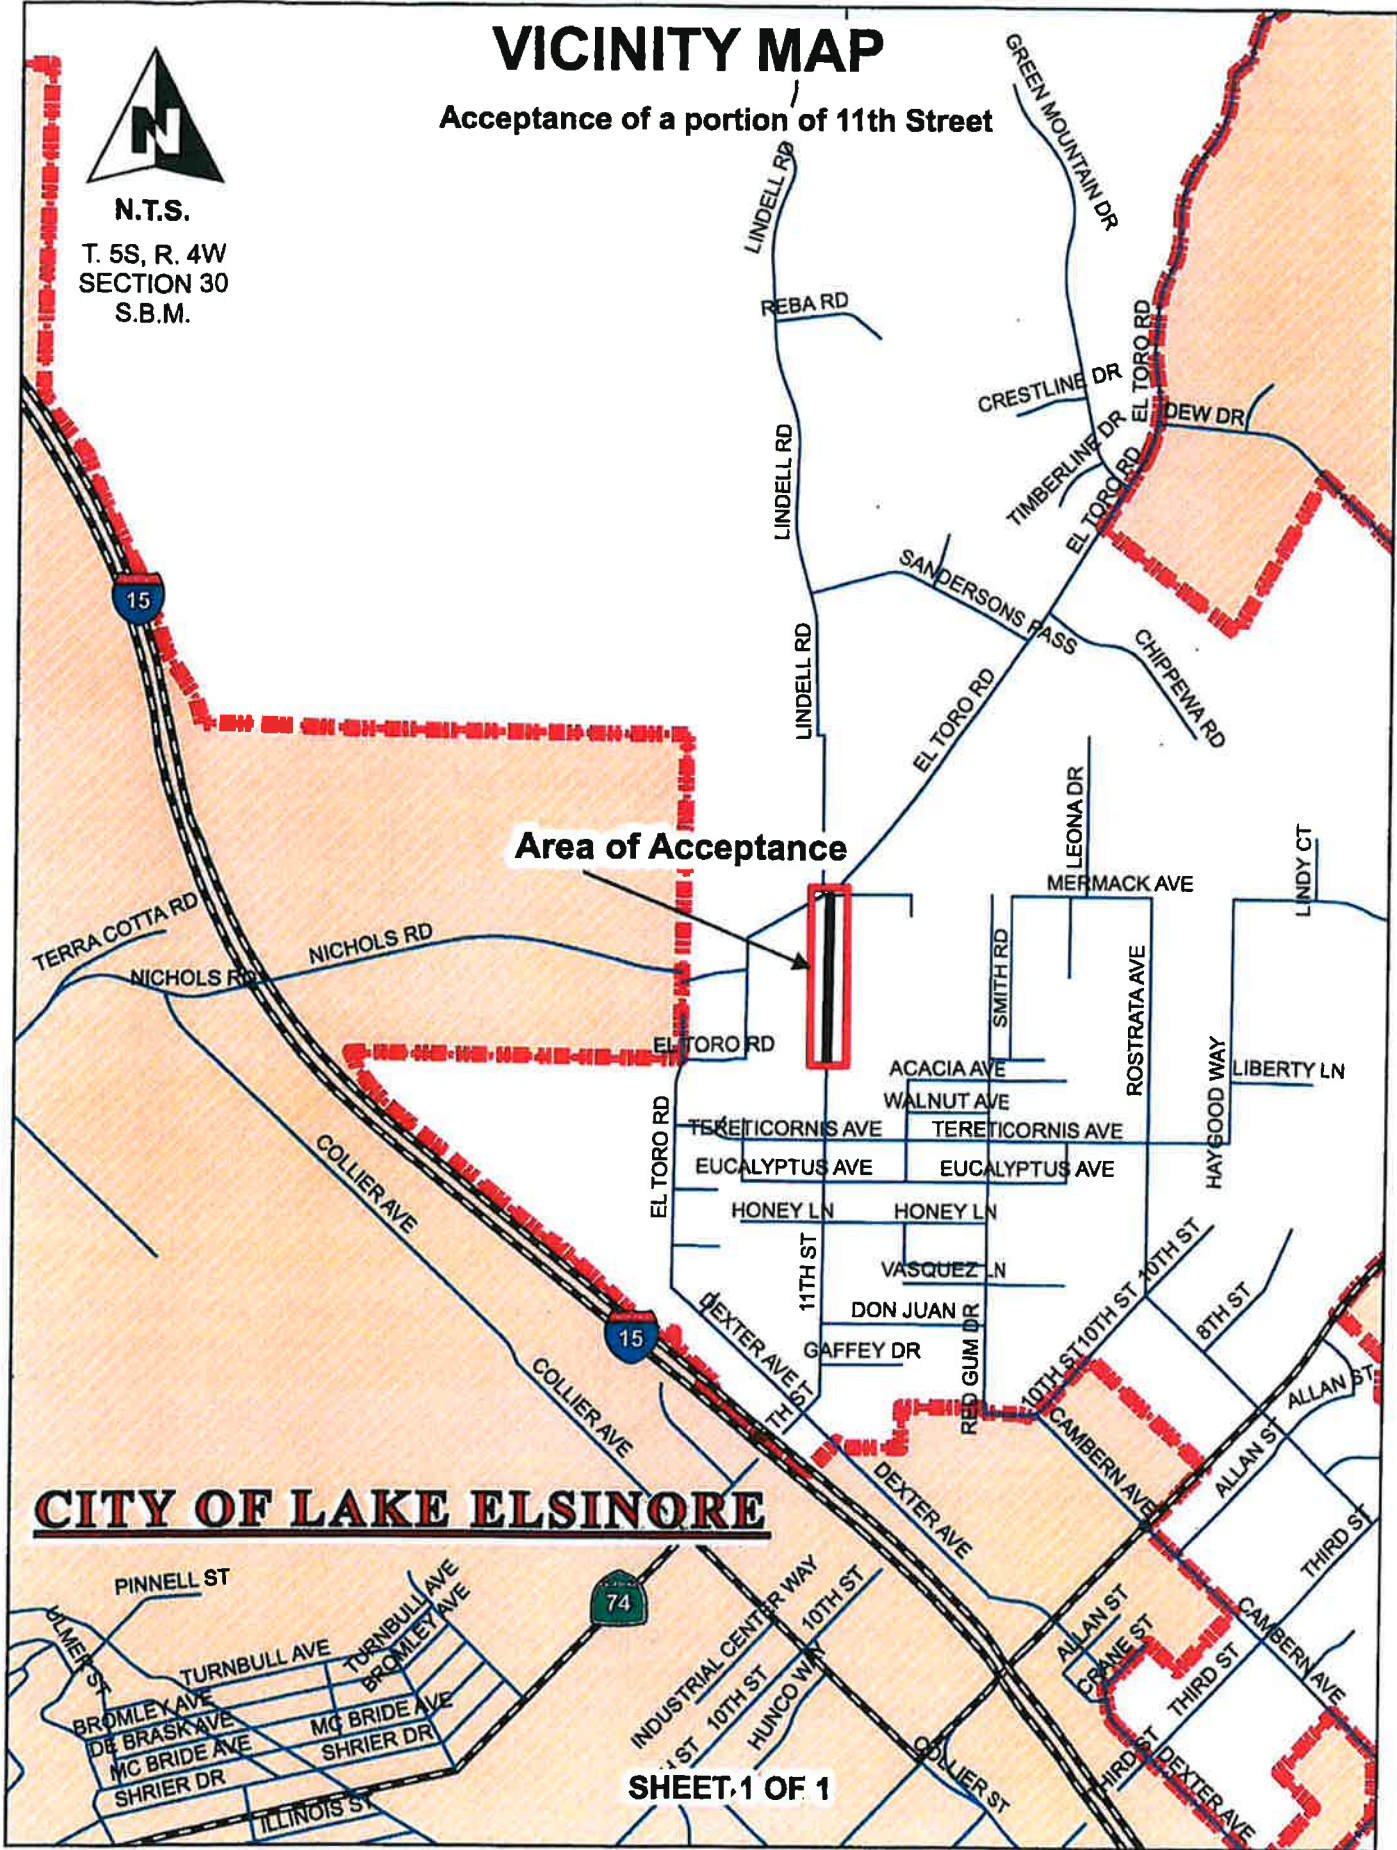 VICINITY MAP
Acceptance of a portion of 11th Street
N
N.T.S.
T. 5S, R. 4W
SECTION 30
S.B.M.
GREEN MOUNTAIN DR
LINDELL RD
REBA RD
EL TORO RD
CRESTLINE DR
DEW DR
TIMBERLINE DR
LINDELL RD
EL TORO RD
SANDERSONS PASS
15
LINDELL RD
CHIPPEWA RD
EL TORO RD
LEONA DR
Area of Acceptance
LINDY CT
MERMACK AVE
TERRA COTTA RD
NICHOLS RD
NICHOLS RD
SMITH RD
ROSTRATA AVE
EL TORO RD
HAYGOOD WAY
ACACIA AVE
LIBERTY LN
WALNUT AVE
EL TORO RD
TERETICORNIS AVE
TERETICORNIS AVE
EUCALYPTUS AVE
EUCALYPTUS AVE
COLLIER AVE
HONEY LN
HONEY LN
11TH ST
VASQUEZ LN
10TH ST
10TH ST
10TH ST
8TH ST
DEXTER AVE
DON JUAN
15
GAFFEY DR
RED GUM DR
COLLIER AVE
TH ST
ALLAN ST
CAMBERN AVE
ALLAN ST
DEXTER AVE
CITY OF LAKE ELSINORE
THIRD ST
PINNELL ST
TURNBULL AVE
BROMLEY AVE
74
INDUSTRIAL CENTER WAY
10TH ST
ULMER ST
TURNBULL AVE
TURNBULL AVE
BROMLEY AVE
ALLAN ST
CRANE ST
CAMBERN AVE
THIRD ST
BROMLEY AVE
DE BRASK AVE
MC BRIDE AVE
MC BRIDE AVE
SHRIER DR
SHRIER DR
10TH ST
HUNCO WAY
H ST
COLLIER ST
HIRD ST
DEXTER AVE
ILLINOIS ST
SHEET 1 OF 1